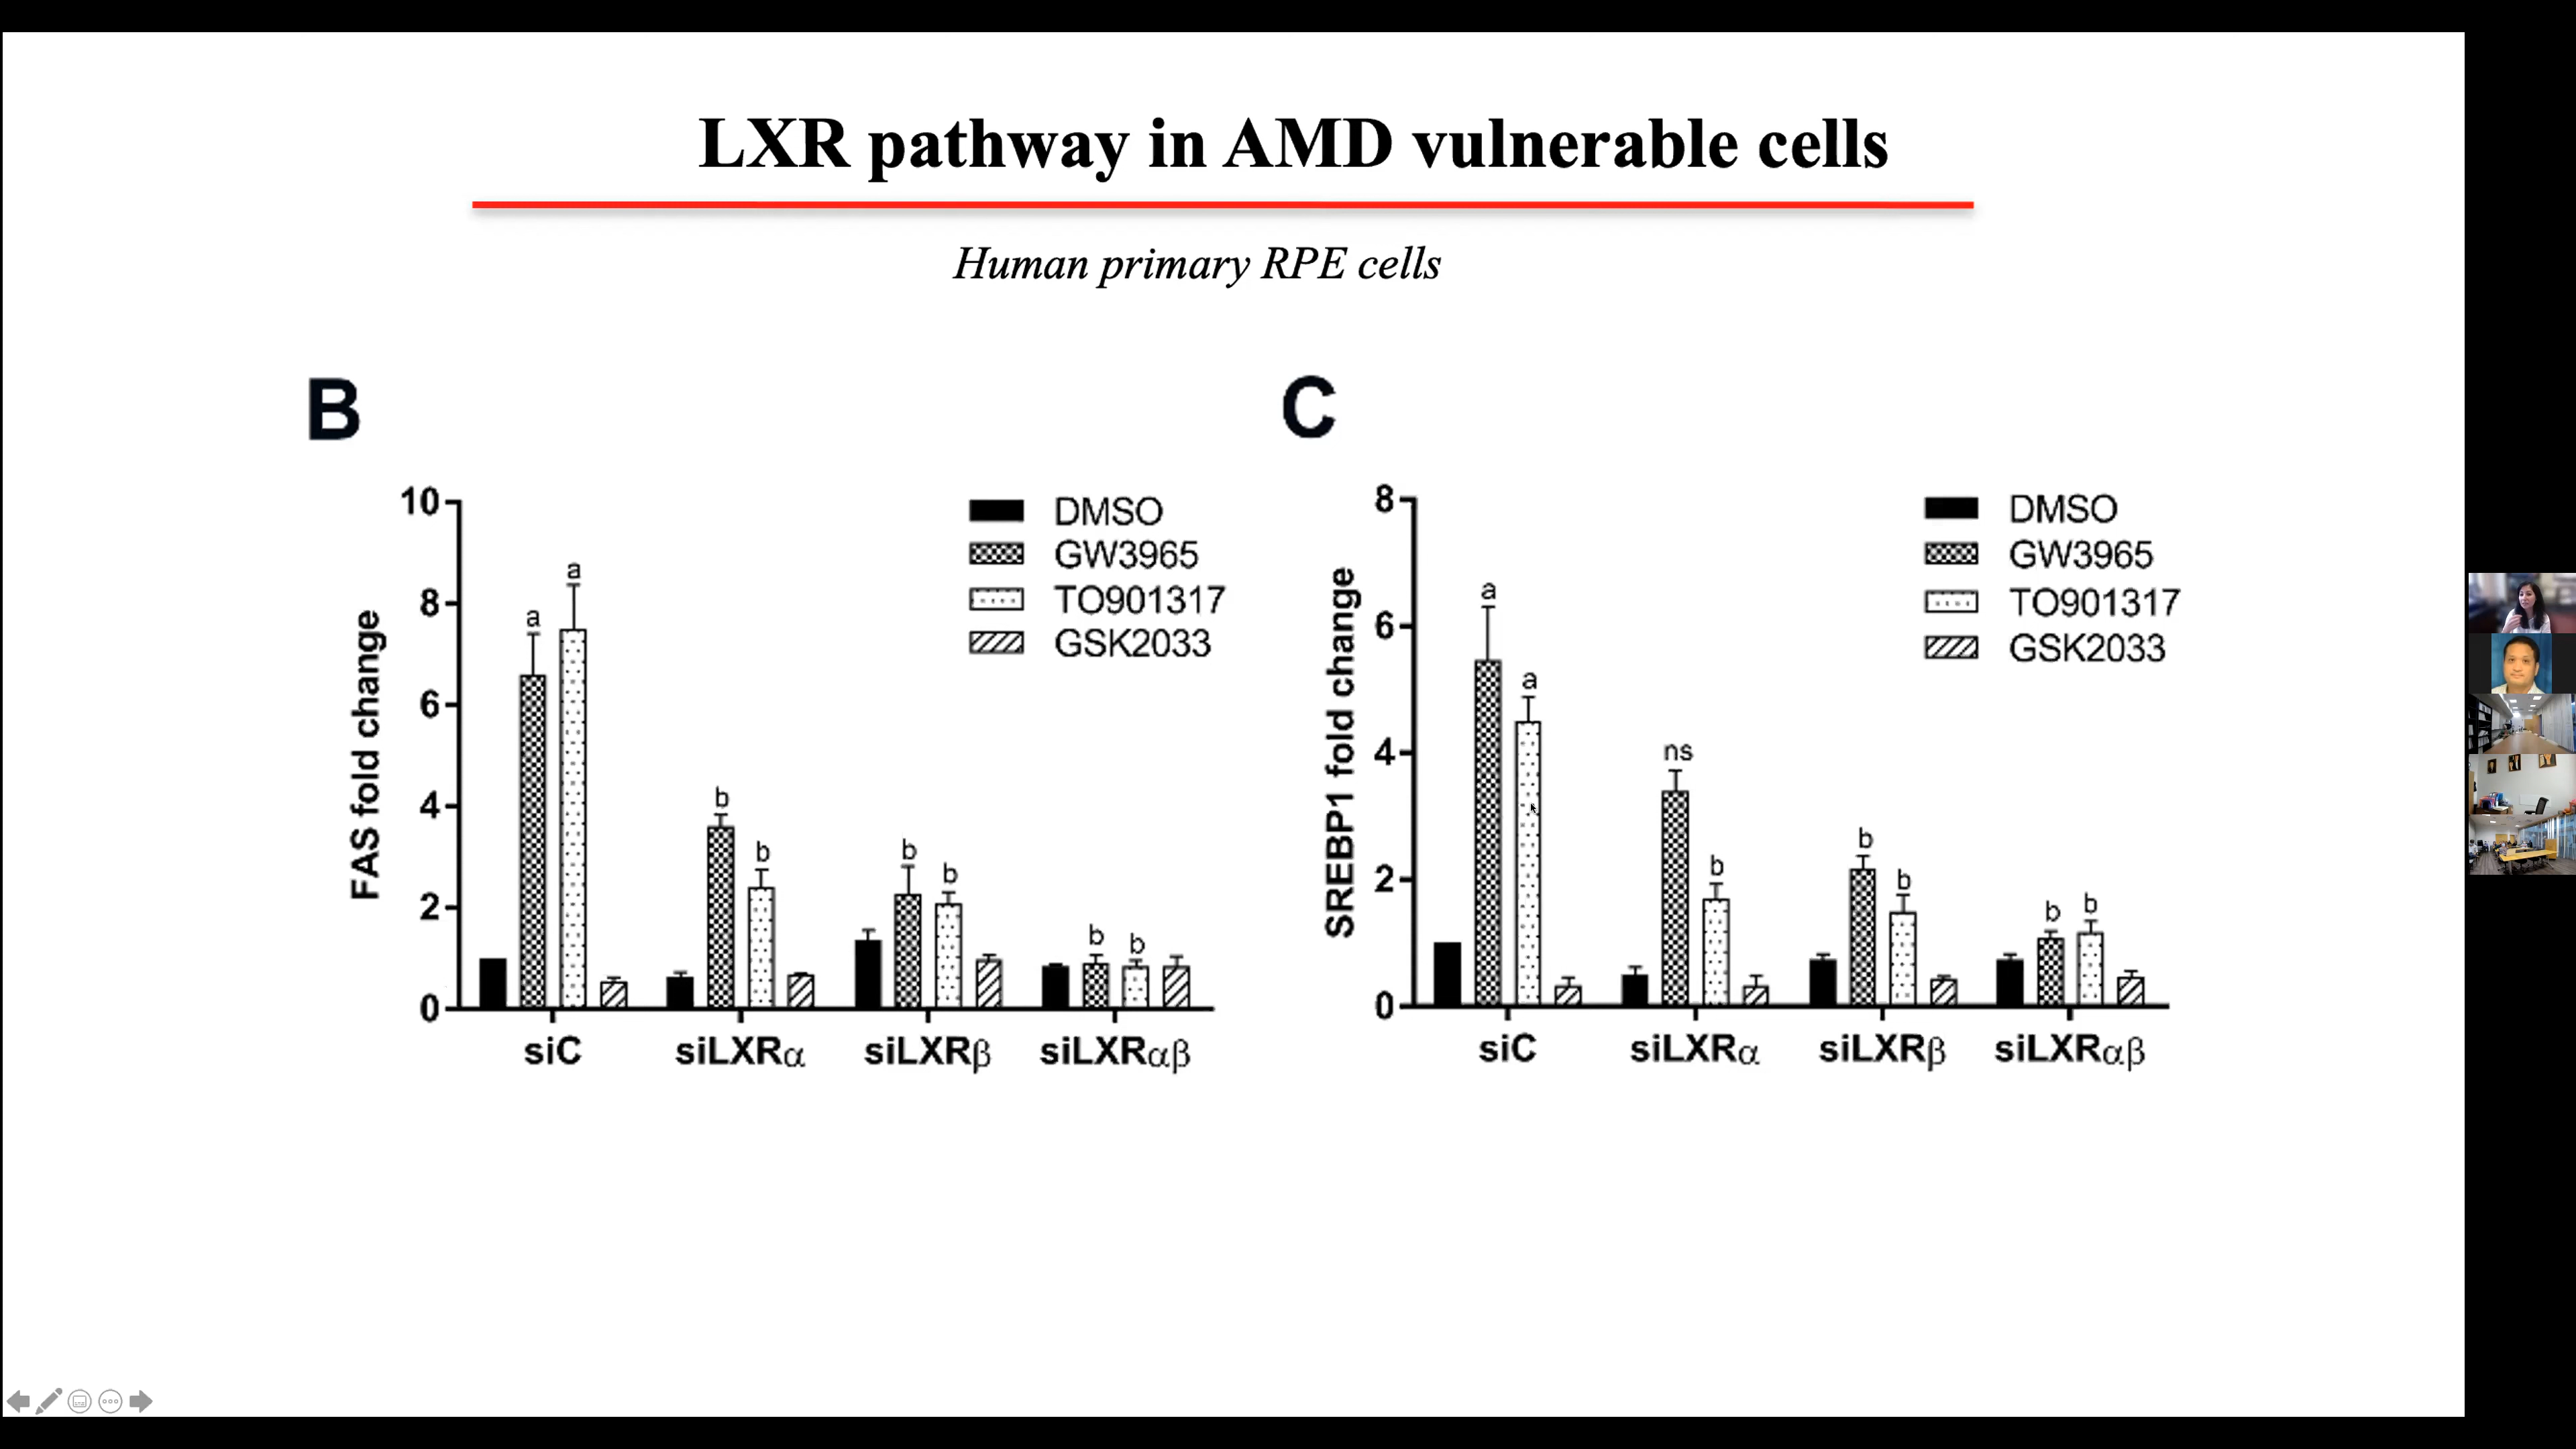 LXR pathway in AMD vulnerable cells
Human primary RPE cells
B
FAS fold change
10
8
6
4
2
0
a
a
b
b
b
b
b
b
DMSO
GW3965
TO901317
GSK2033
siC
siLXRα
siLXRβ
siLXRαβ
C
SREBP1 fold change
8
6
4
2
0
a
a
ns
b
b
b
b
b
DMSO
GW3965
TO901317
GSK2033
siC
siLXRα
siLXRβ
siLXRαβ